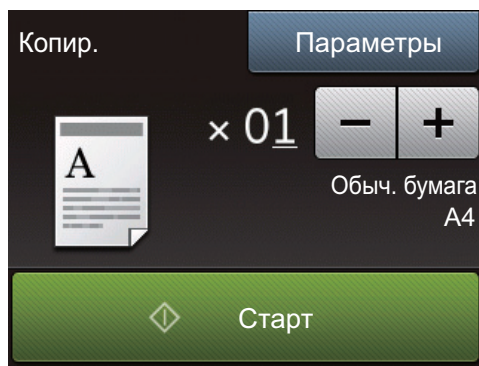 Копир.
Параметры
× 01
− +
A
Обыч. бумага
A4
Старт